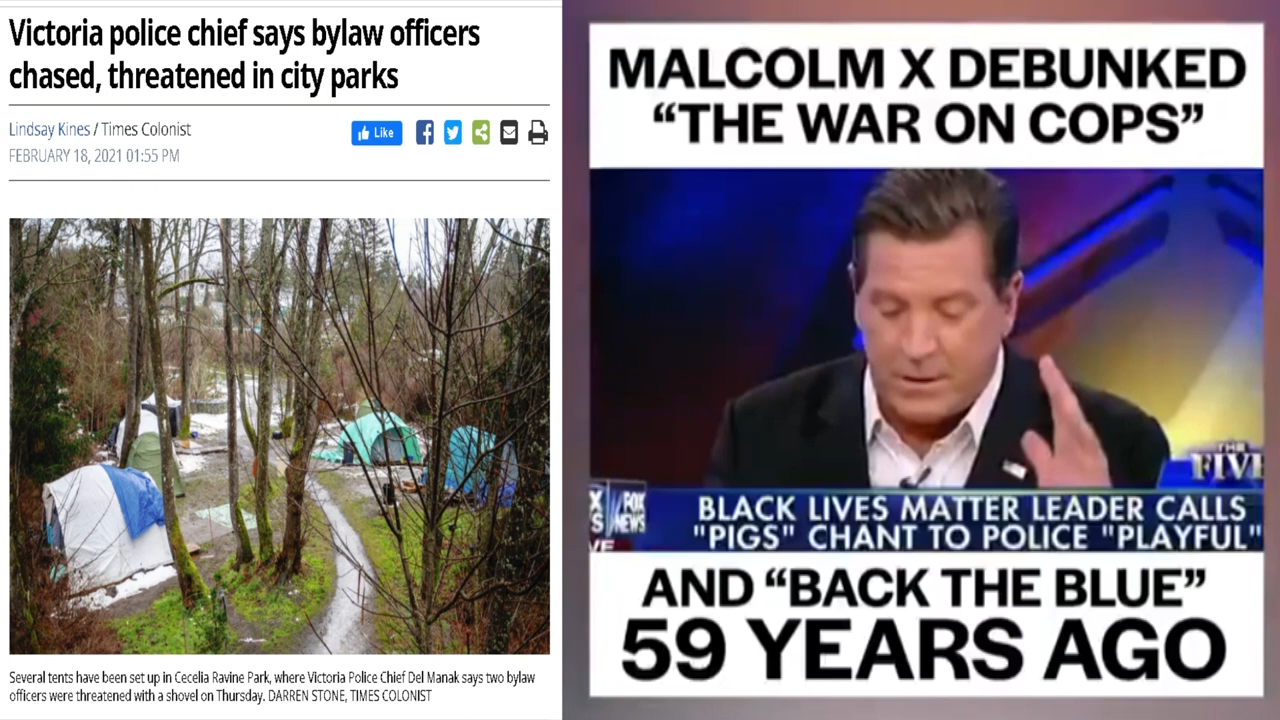 Victoria police chief says bylaw officers
chased, threatened in city parks
Lindsay Kines / Times Colonist
Like
FEBRUARY 18, 2021 01:55 PM
Several tents have been set up in Cecelia Ravine Park, where Victoria Police Chief Del Manak says two bylaw
officers were threatened with a shovel on Thursday. DARREN STONE, TIMES COLONIST
MALCOLM X DEBUNKED
“THE WAR ON COPS”
THE
FIVE
FOX
NEWS
BLACK LIVES MATTER LEADER CALLS
"PIGS" CHANT TO POLICE "PLAYFUL"
AND “BACK THE BLUE”
59 YEARS AGO